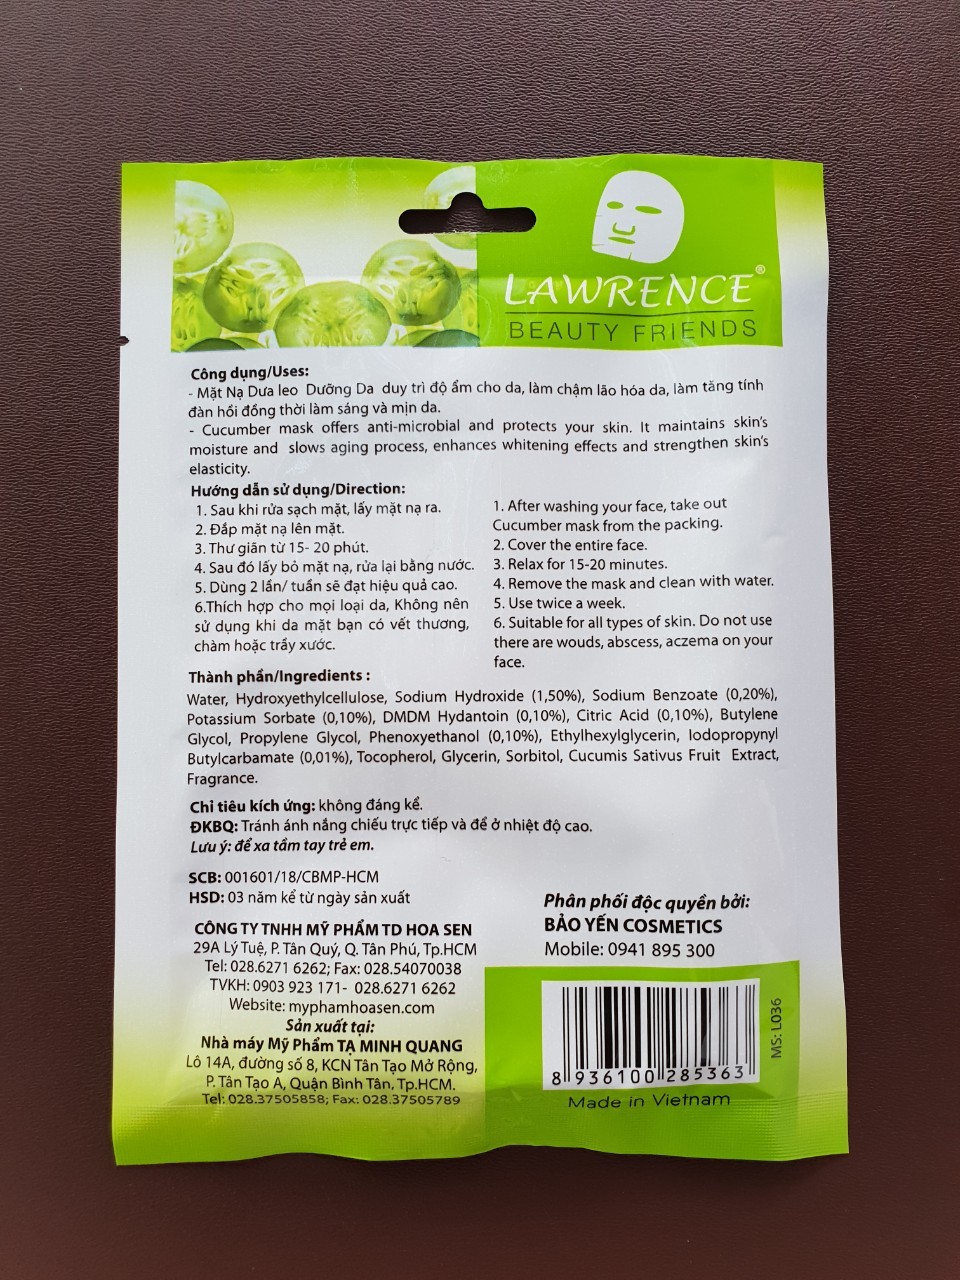 LAWRENCE®
BEAUTY FRIENDS
Công dụng/Uses:
- Mặt Nạ Dưa leo Dưỡng Da duy trì độ ẩm cho da, làm chậm lão hóa da, làm tăng tính
đàn hồi đồng thời làm sáng và mịn da.
- Cucumber mask offers anti-microbial and protects your skin. It maintains skin's
moisture and slows aging process, enhances whitening effects and strengthen skin's
elasticity.
Hướng dẫn sử dụng/Direction:
1. Sau khi rửa sạch mặt, lấy mặt nạ ra.
2. Đắp mặt nạ lên mặt.
3. Thư giãn từ 15- 20 phút.
4. Sau đó lấy bỏ mặt nạ, rửa lại bằng nước.
5. Dùng 2 lần/ tuần sẽ đạt hiệu quả cao.
6.Thích hợp cho mọi loại da, Không nên
sử dụng khi da mặt bạn có vết thương,
chàm hoặc trầy xước.
1. After washing your face, take out
Cucumber mask from the packing.
2. Cover the entire face.
3. Relax for 15-20 minutes.
4. Remove the mask and clean with water.
5. Use twice a week.
6. Suitable for all types of skin. Do not use
there are wouds, abscess, aczema on your
face.
Thành phần/Ingredients :
Water, Hydroxyethylcellulose, Sodium Hydroxide (1,50%), Sodium Benzoate (0,20%),
Potassium Sorbate (0,10%), DMDM Hydantoin (0,10%), Citric Acid (0,10%), Butylene
Glycol, Propylene Glycol, Phenoxyethanol (0,10%), Ethylhexylglycerin, Iodopropynyl
Butylcarbamate (0,01%), Tocopherol, Glycerin, Sorbitol, Cucumis Sativus Fruit Extract,
Fragrance.
Chỉ tiêu kích ứng: không đáng kể.
ĐKBQ: Tránh ánh nắng chiếu trực tiếp và để ở nhiệt độ cao.
Lưu ý: để xa tầm tay trẻ em.
SCB: 001601/18/CBMP-HCM
HSD: 03 năm kể từ ngày sản xuất
CÔNG TY TNHH MỸ PHẨM TD HOA SEN
29A Lý Tuệ, P. Tân Quý, Q. Tân Phú, Tp.HCM
Tel: 028.6271 6262; Fax: 028.54070038
TVKH: 0903 923 171- 028.6271 6262
Website: myphamhoasen.com
Sản xuất tại:
Nhà máy Mỹ Phẩm TẠ MINH QUANG
Lô 14A, đường số 8, KCN Tân Tạo Mở Rộng,
P. Tân Tạo A, Quận Bình Tân, Tp.HCM.
Tel: 028.37505858; Fax: 028.37505789
Phân phối độc quyền bởi:
BẢO YẾN COSMETICS
Mobile: 0941 895 300
8 936100 285363
MS: L036
Made in Vietnam